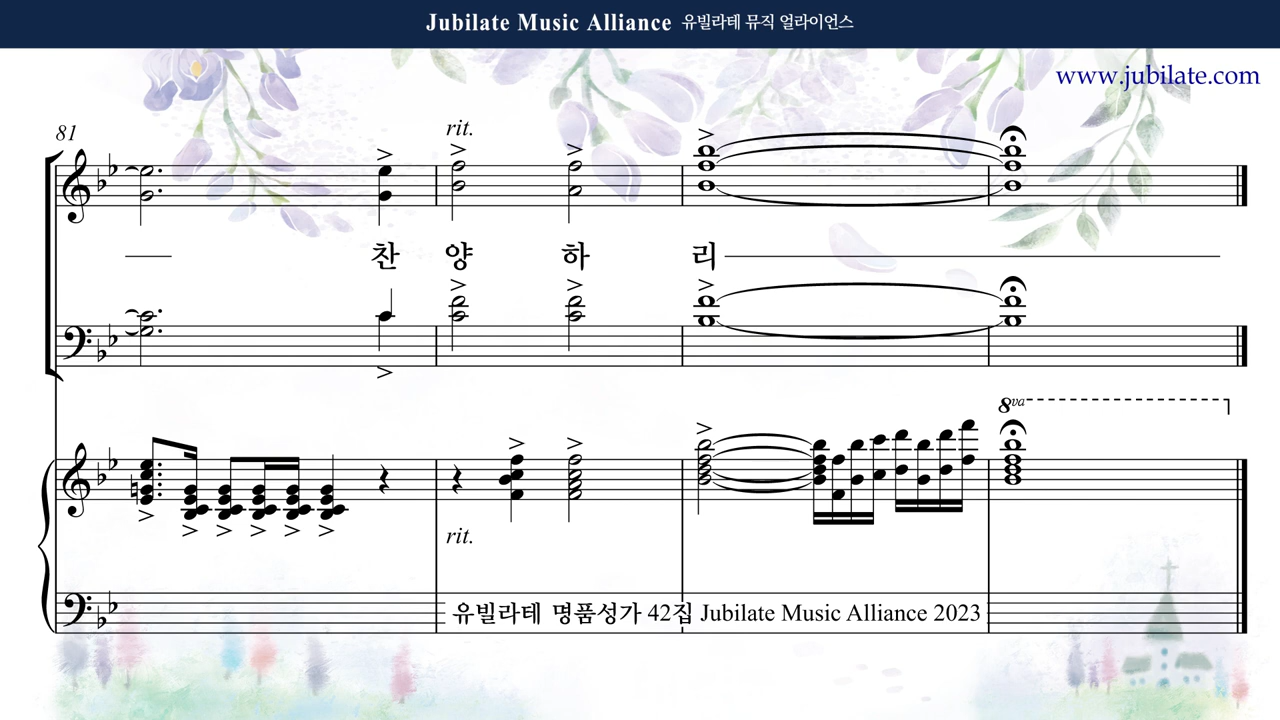 Jubilate Music Alliance 유빌라테 뮤직 얼라이언스
www.jubilate.com
81
rit.
찬 양 하 리
8va
rit.
유빌라테 명품성가 42집 Jubilate Music Alliance 2023